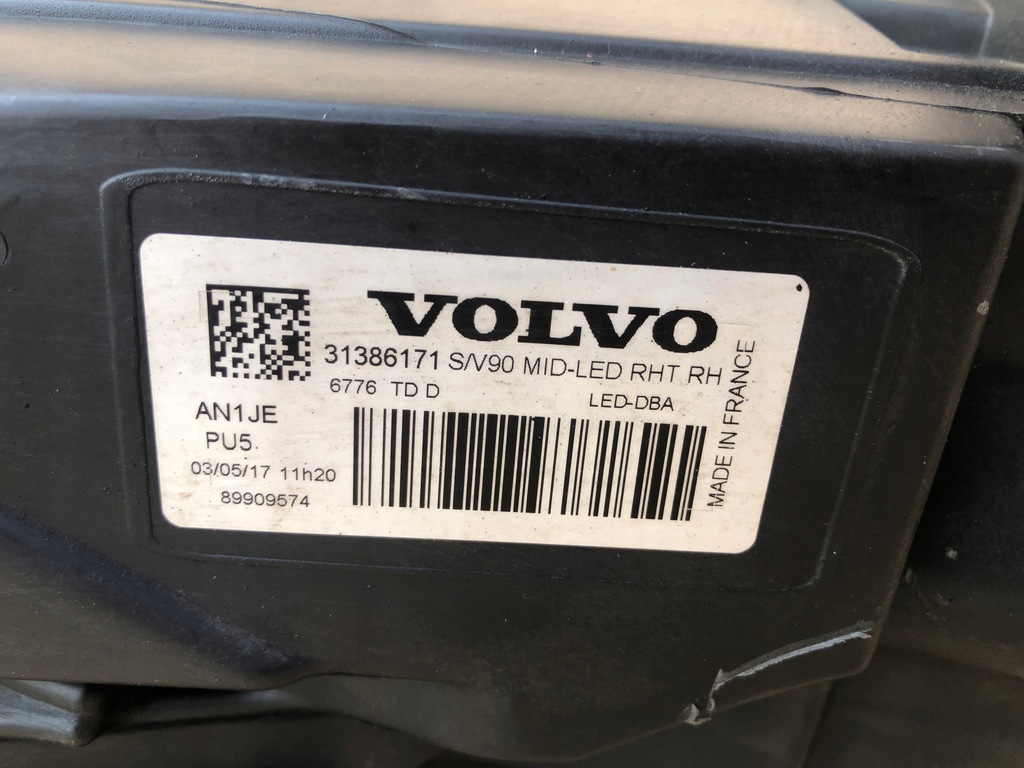 VOLVO
31386171 S/V90 MID-LED RHT RH
6776 TD D LED-DBA
AN1JE
PU5.
03/05/17 11h20
89909574
MADE IN FRANCE